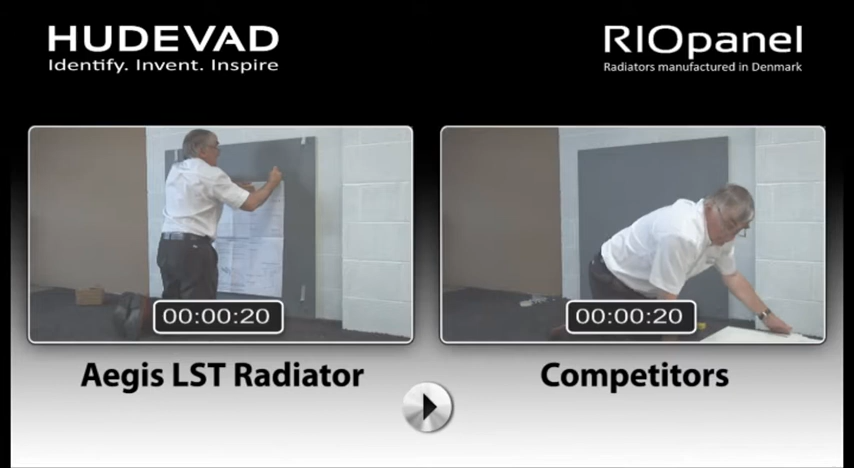 HUDEVAD
Identify. Invent. Inspire
RIOpanel
Radiators manufactured in Denmark
00:00:20
00:00:20
Aegis LST Radiator
Competitors